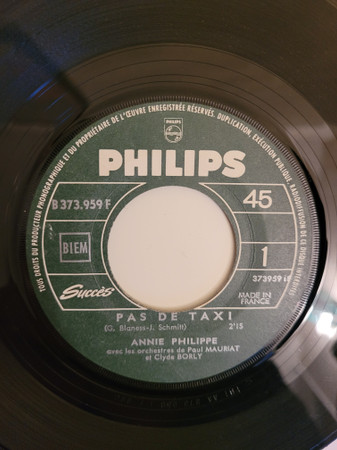 TOUS DROITS DU PRODUCTEUR PHONOGRAPHIQUE ET DU PROPRIÉTAIRE DE L'ŒUVRE ENREGISTRÉE RÉSERVÉS. DUPLICATION, EXÉCUTION PUBLIQUE, RADIODIFFUSION DE CE DISQUE INTERDITES
PHILIPS
PHILIPS
B 373.959 F
45
BIEM
1
373959 1F
Succès
MADE IN
FRANCE
PAS DE TAXI
(G. Blaness-J. Schmitt) 2'15
ANNIE PHILIPPE
avec les orchestres de Paul MAURIAT
et Clyde BORLY